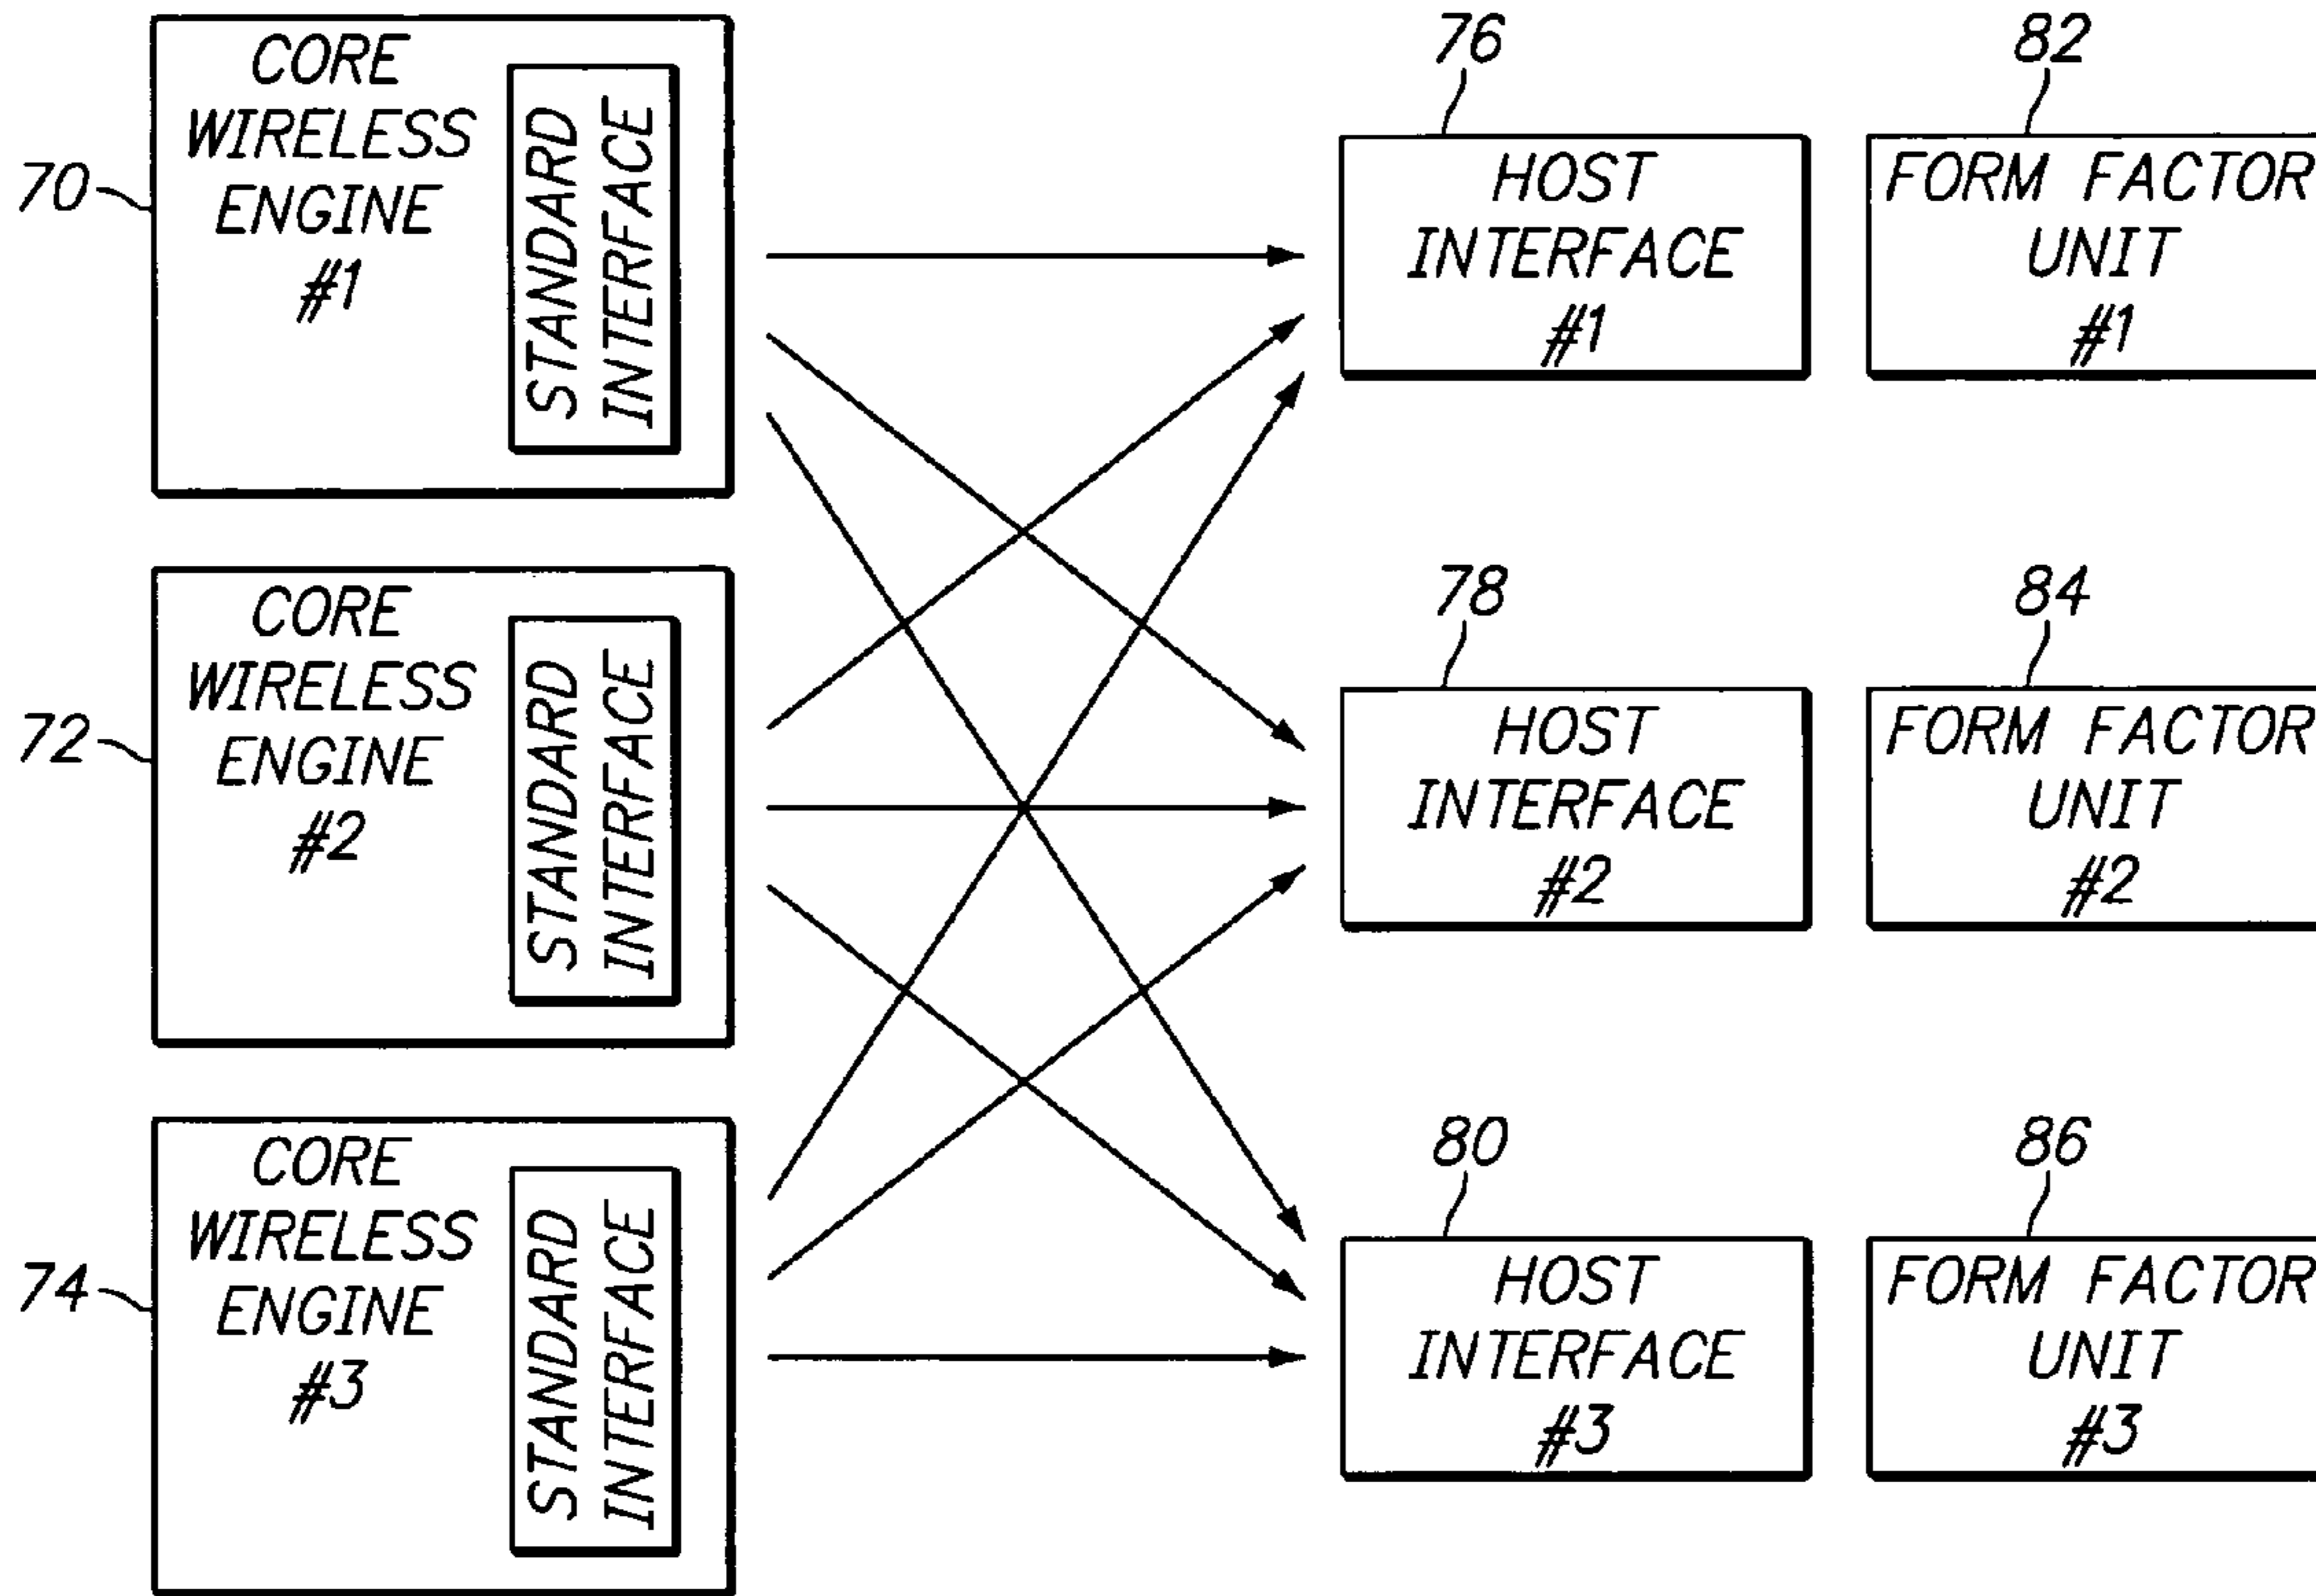 70
CORE
WIRELESS
ENGINE
#1
STANDARD
INTERFACE
76
HOST
INTERFACE
#1
82
FORM FACTOR
UNIT
#1
72
CORE
WIRELESS
ENGINE
#2
STANDARD
INTERFACE
78
HOST
INTERFACE
#2
84
FORM FACTOR
UNIT
#2
74
CORE
WIRELESS
ENGINE
#3
STANDARD
INTERFACE
80
HOST
INTERFACE
#3
86
FORM FACTOR
UNIT
#3